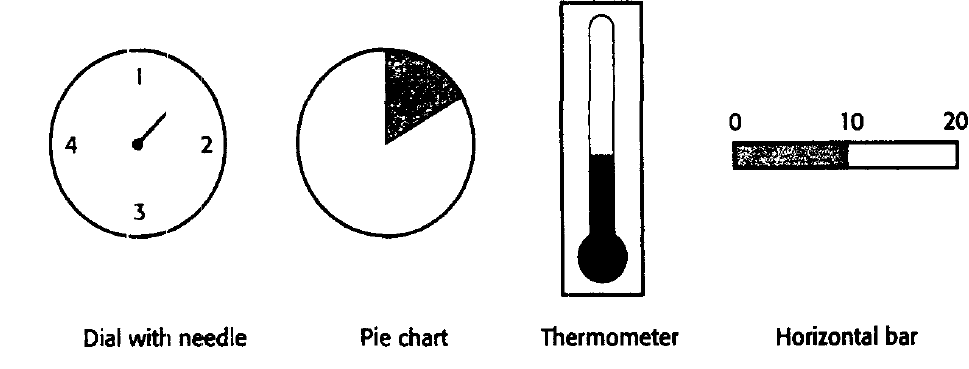 1
4 2
3
0 10 20
Dial with needle
Pie chart
Thermometer
Horizontal bar